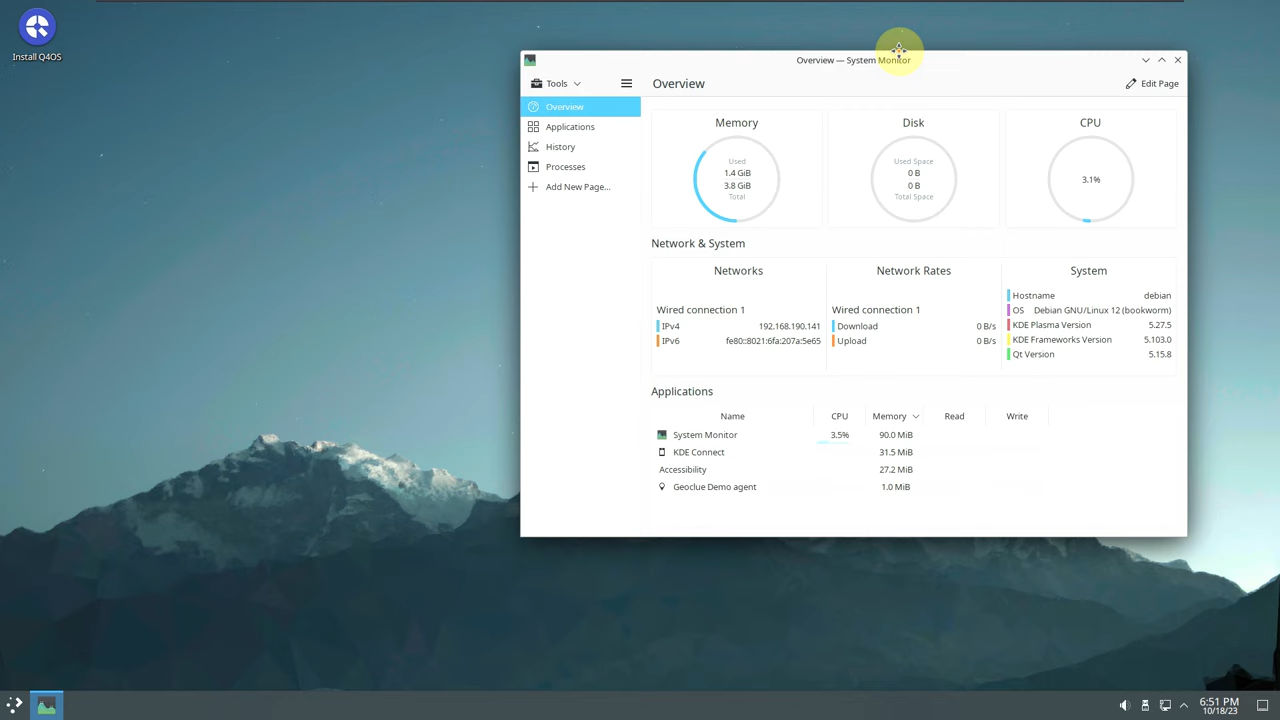 Install Q4OS
Overview — System Monitor
Tools
Overview
Edit Page
Overview
Applications
History
Processes
Add New Page...
Memory
Used
1.4 GiB
3.8 GiB
Total
Disk
Used Space
0 B
0 B
Total Space
CPU
3.1%
Network & System
Networks
Wired connection 1
IPv4 192.168.190.141
IPv6 fe80::8021:6fa:207a:5e65
Network Rates
Wired connection 1
Download 0 B/s
Upload 0 B/s
System
Hostname debian
OS Debian GNU/Linux 12 (bookworm)
KDE Plasma Version 5.27.5
KDE Frameworks Version 5.103.0
Qt Version 5.15.8
Applications
Name CPU Memory Read Write
System Monitor 3.5% 90.0 MiB
KDE Connect 31.5 MiB
Accessibility 27.2 MiB
Geoclue Demo agent 1.0 MiB
6:51 PM
10/18/23